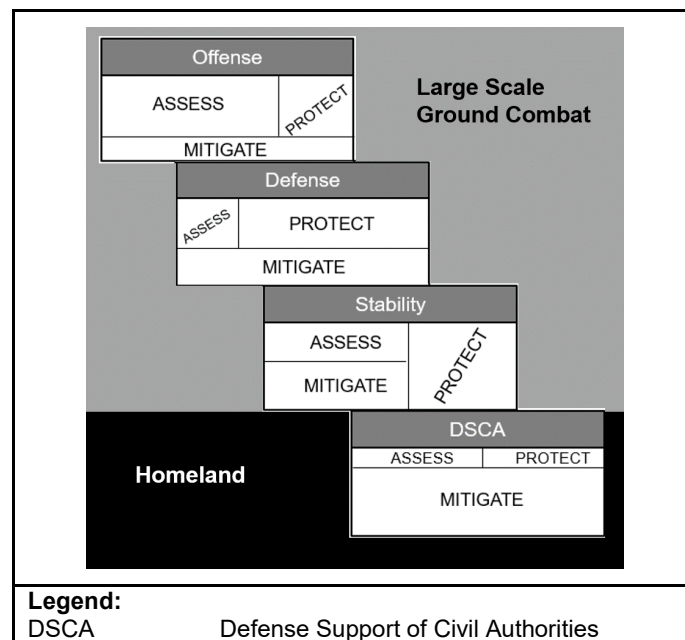 Offense
Large Scale
Ground Combat
ASSESS
PROTECT
MITIGATE
Defense
ASSESS
PROTECT
MITIGATE
Stability
ASSESS
PROTECT
MITIGATE
DSCA
Homeland
ASSESS
PROTECT
MITIGATE
Legend:
DSCA Defense Support of Civil Authorities